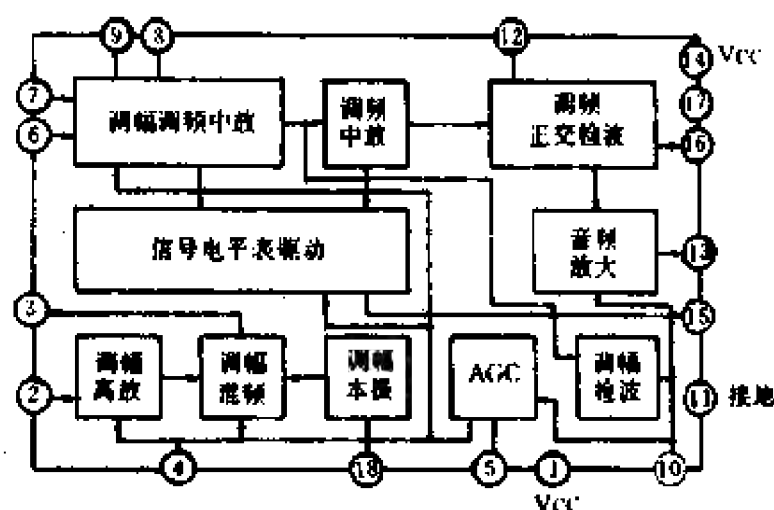 9 8 12
14 Vcc
7 调幅调频中放 调频 调频 17
6 中放 正交检波 16
信号电平表驱动 音频 13
放大
3 15
2 调幅 调幅 调幅 AGC 调幅 11 接地
高放 混频 本振 检波
4 18 5 1 10
Vcc